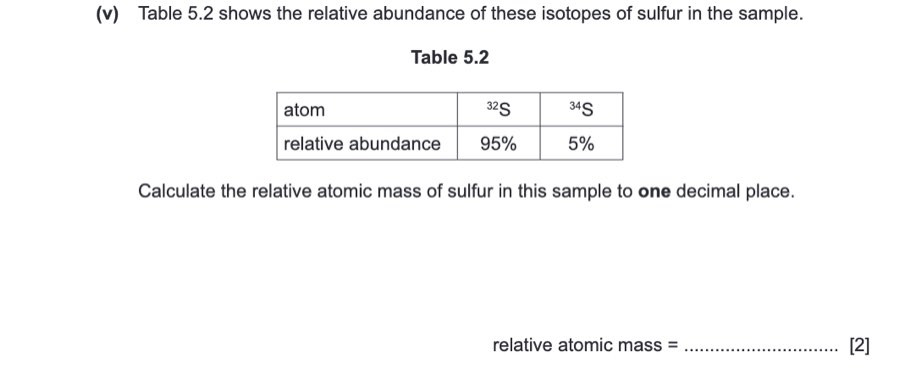 (v) Table 5.2 shows the relative abundance of these isotopes of sulfur in the sample.
Table 5.2
atom ³²S ³⁴S
relative abundance 95% 5%
Calculate the relative atomic mass of sulfur in this sample to one decimal place.
relative atomic mass = .............................. [2]